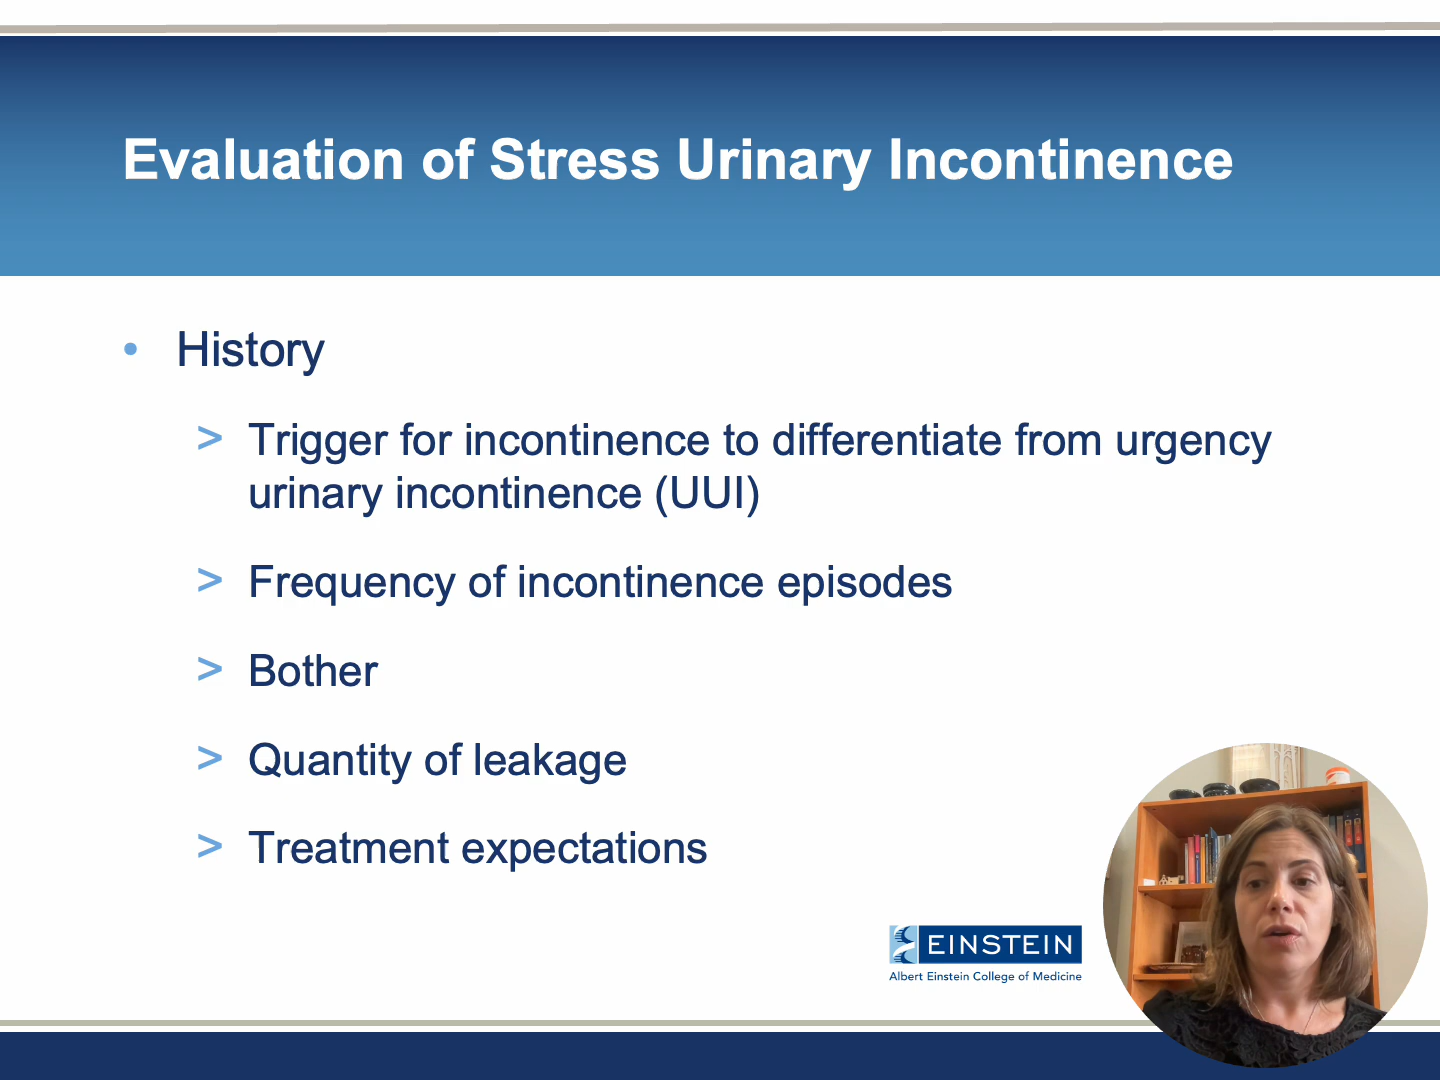 Evaluation of Stress Urinary Incontinence
• History
> Trigger for incontinence to differentiate from urgency
urinary incontinence (UUI)
> Frequency of incontinence episodes
> Bother
> Quantity of leakage
> Treatment expectations
EINSTEIN
Albert Einstein College of Medicine